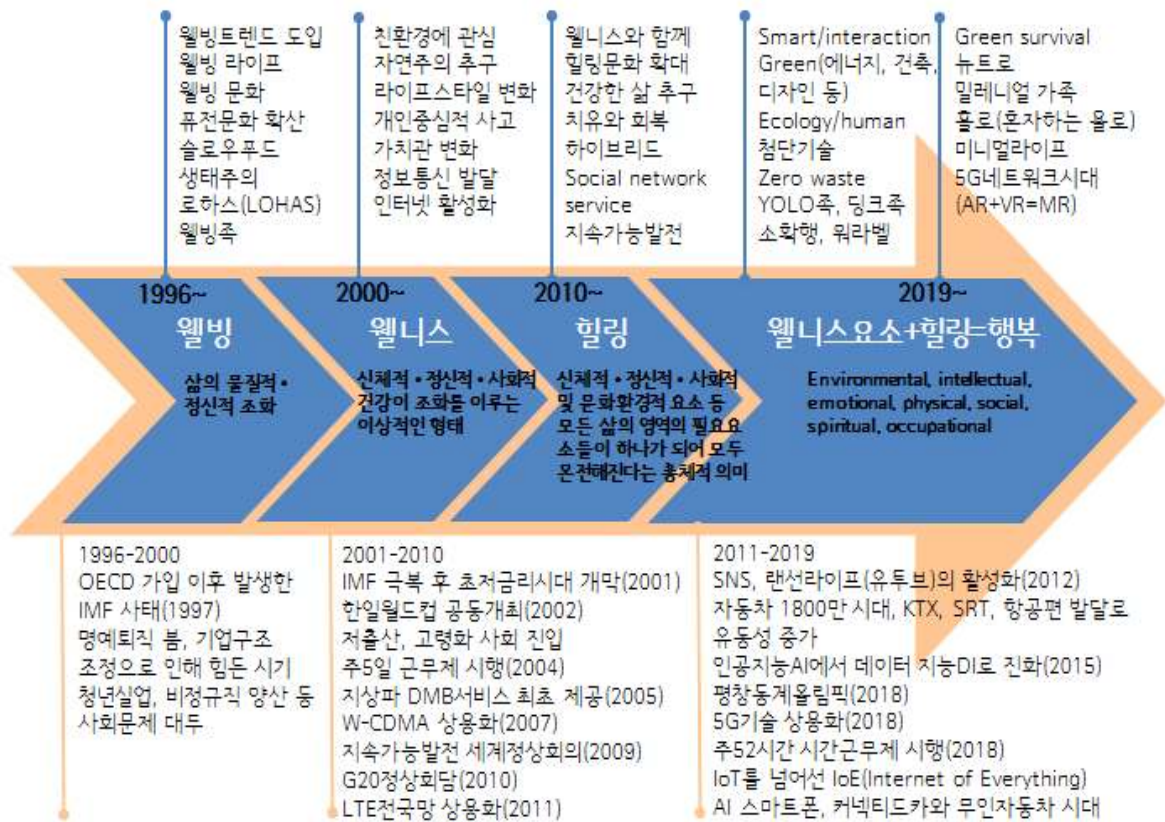 웰빙트렌드 도입
웰빙 라이프
웰빙 문화
퓨전문화 확산
슬로우푸드
생태주의
로하스(LOHAS)
웰빙족
친환경에 관심
자연주의 추구
라이프스타일 변화
개인중심적 사고
가치관 변화
정보통신 발달
인터넷 활성화
웰니스와 함께
힐링문화 확대
건강한 삶 추구
치유와 회복
하이브리드
Social network
service
지속가능발전
Smart/interaction
Green(에너지, 건축,
디자인 등)
Ecology/human
첨단기술
Zero waste
YOLO족, 딩크족
소확행, 워라벨
Green survival
뉴트로
밀레니얼 가족
횰로(혼자하는 욜로)
미니멀라이프
5G네트워크시대
(AR+VR=MR)
1996~
웰빙
삶의 물질적·
정신적 조화
2000~
웰니스
신체적·정신적·사회적
건강이 조화를 이루는
이상적인 형태
2010~
힐링
신체적·정신적·사회적
및 문화환경적 요소 등
모든 삶의 영역의 필요요
소들이 하나가 되어 모두
온전해진다는 총체적 의미
2019~
웰니스요소+힐링=행복
Environmental, intellectual,
emotional, physical, social,
spiritual, occupational
1996-2000
OECD 가입 이후 발생한
IMF 사태(1997)
명예퇴직 붐, 기업구조
조정으로 인해 힘든 시기
청년실업, 비정규직 양산 등
사회문제 대두
2001-2010
IMF 극복 후 초저금리시대 개막(2001)
한일월드컵 공동개최(2002)
저출산, 고령화 사회 진입
주5일 근무제 시행(2004)
지상파 DMB서비스 최초 제공(2005)
W-CDMA 상용화(2007)
지속가능발전 세계정상회의(2009)
G20정상회담(2010)
LTE전국망 상용화(2011)
2011-2019
SNS, 랜선라이프(유투브)의 활성화(2012)
자동차 1800만 시대, KTX, SRT, 항공편 발달로
유동성 증가
인공지능AI에서 데이터 지능DI로 진화(2015)
평창동계올림픽(2018)
5G기술 상용화(2018)
주52시간 시간근무제 시행(2018)
IoT를 넘어선 IoE(Internet of Everything)
AI 스마트폰, 커넥티드카와 무인자동차 시대